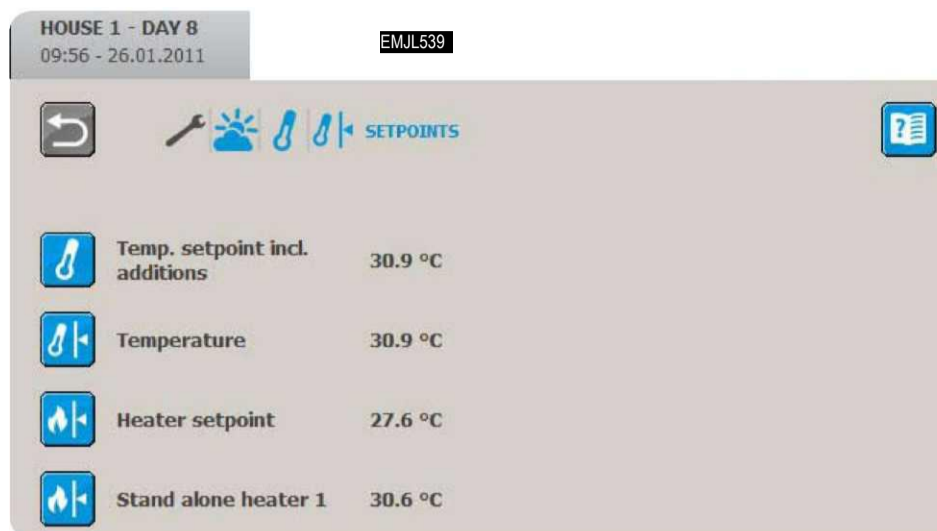 HOUSE 1 - DAY 8
09:56 - 26.01.2011
EMJL539
SETPOINTS
?
Temp. setpoint incl.
additions
30.9 °C
Temperature 30.9 °C
Heater setpoint 27.6 °C
Stand alone heater 1 30.6 °C